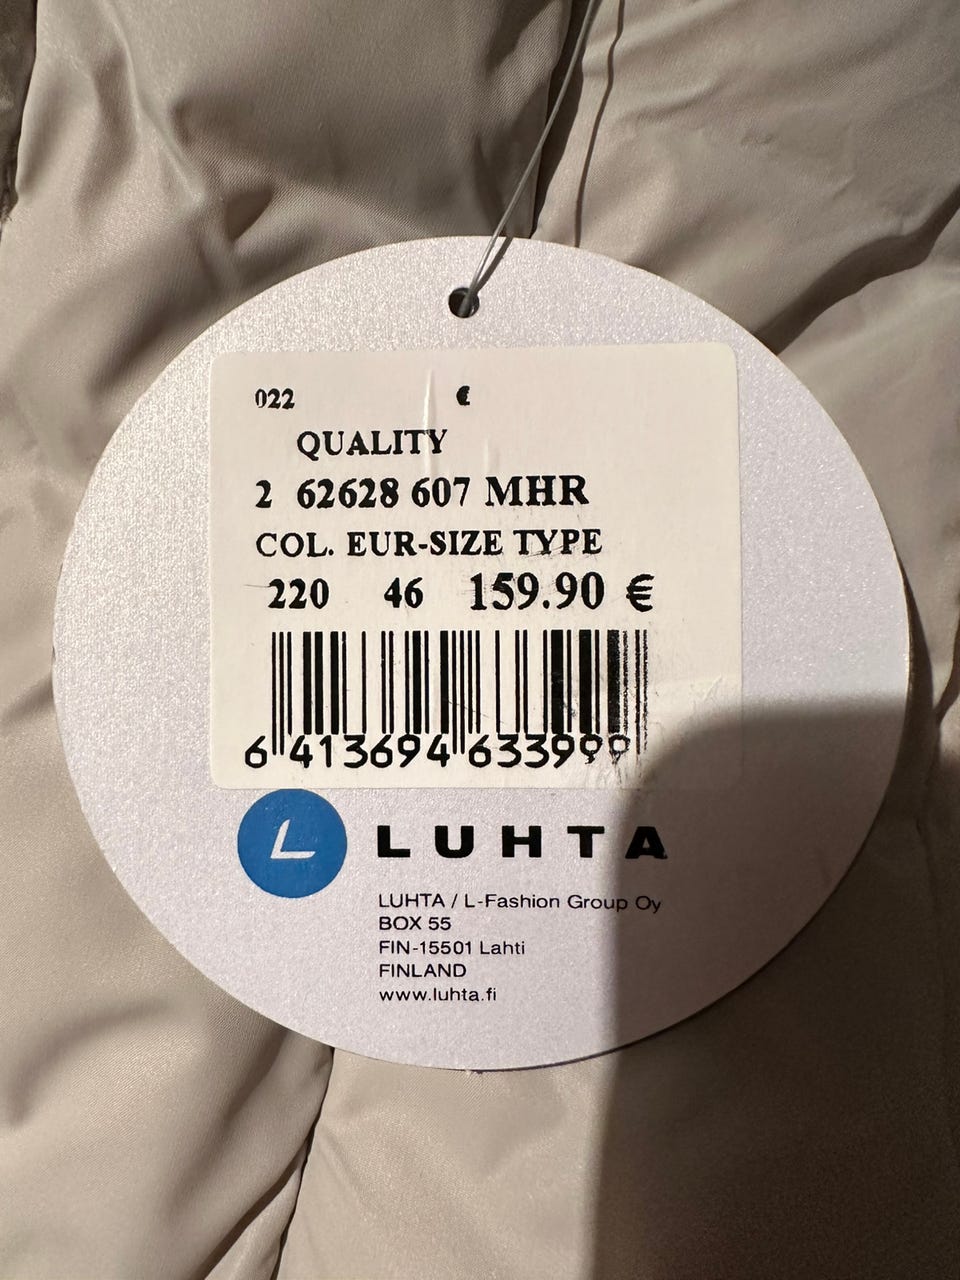 022 €
QUALITY
2 62628 607 MHR
COL. EUR-SIZE TYPE
220 46 159.90 €
6 413694 633999
L LUHTA
LUHTA / L-Fashion Group Oy
BOX 55
FIN-15501 Lahti
FINLAND
www.luhta.fi